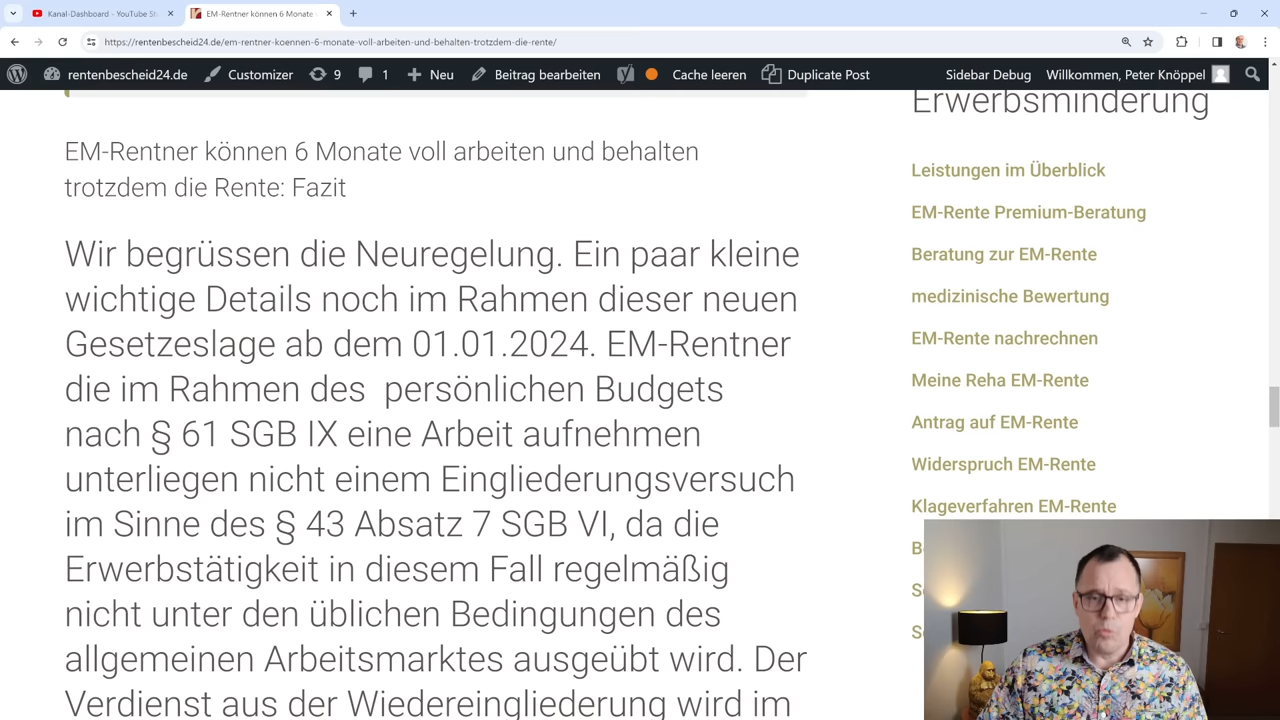 Kanal-Dashboard - YouTube St
EM-Rentner können 6 Monate
https://rentenbescheid24.de/em-rentner-koennen-6-monate-voll-arbeiten-und-behalten-trotzdem-die-rente/
rentenbescheid24.de Customizer 9 1 Neu Beitrag bearbeiten Cache leeren Duplicate Post Sidebar Debug Willkommen, Peter Knöppel
EM-Rentner können 6 Monate voll arbeiten und behalten
trotzdem die Rente: Fazit
Wir begrüssen die Neuregelung. Ein paar kleine
wichtige Details noch im Rahmen dieser neuen
Gesetzeslage ab dem 01.01.2024. EM-Rentner
die im Rahmen des persönlichen Budgets
nach § 61 SGB IX eine Arbeit aufnehmen
unterliegen nicht einem Eingliederungsversuch
im Sinne des § 43 Absatz 7 SGB VI, da die
Erwerbstätigkeit in diesem Fall regelmäßig
nicht unter den üblichen Bedingungen des
allgemeinen Arbeitsmarktes ausgeübt wird. Der
Verdienst aus der Wiedereingliederung wird im
Erwerbsminderung
Leistungen im Überblick
EM-Rente Premium-Beratung
Beratung zur EM-Rente
medizinische Bewertung
EM-Rente nachrechnen
Meine Reha EM-Rente
Antrag auf EM-Rente
Widerspruch EM-Rente
Klageverfahren EM-Rente